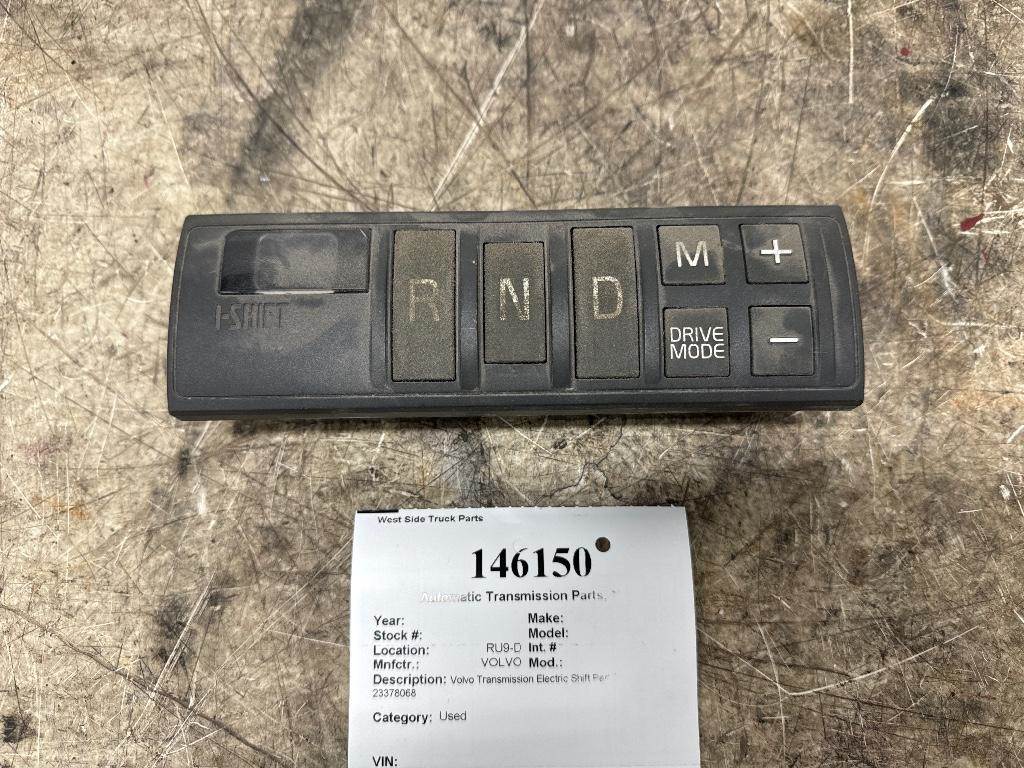 I-SHIFT
R
N
D
M
+
DRIVE
MODE
−
West Side Truck Parts
146150
Automatic Transmission Parts,
Year: Make:
Stock #: Model:
Location: RU9-D Int. #
Mnfctr.: VOLVO Mod.:
Description: Volvo Transmission Electric Shift
23378068
Category: Used
VIN: